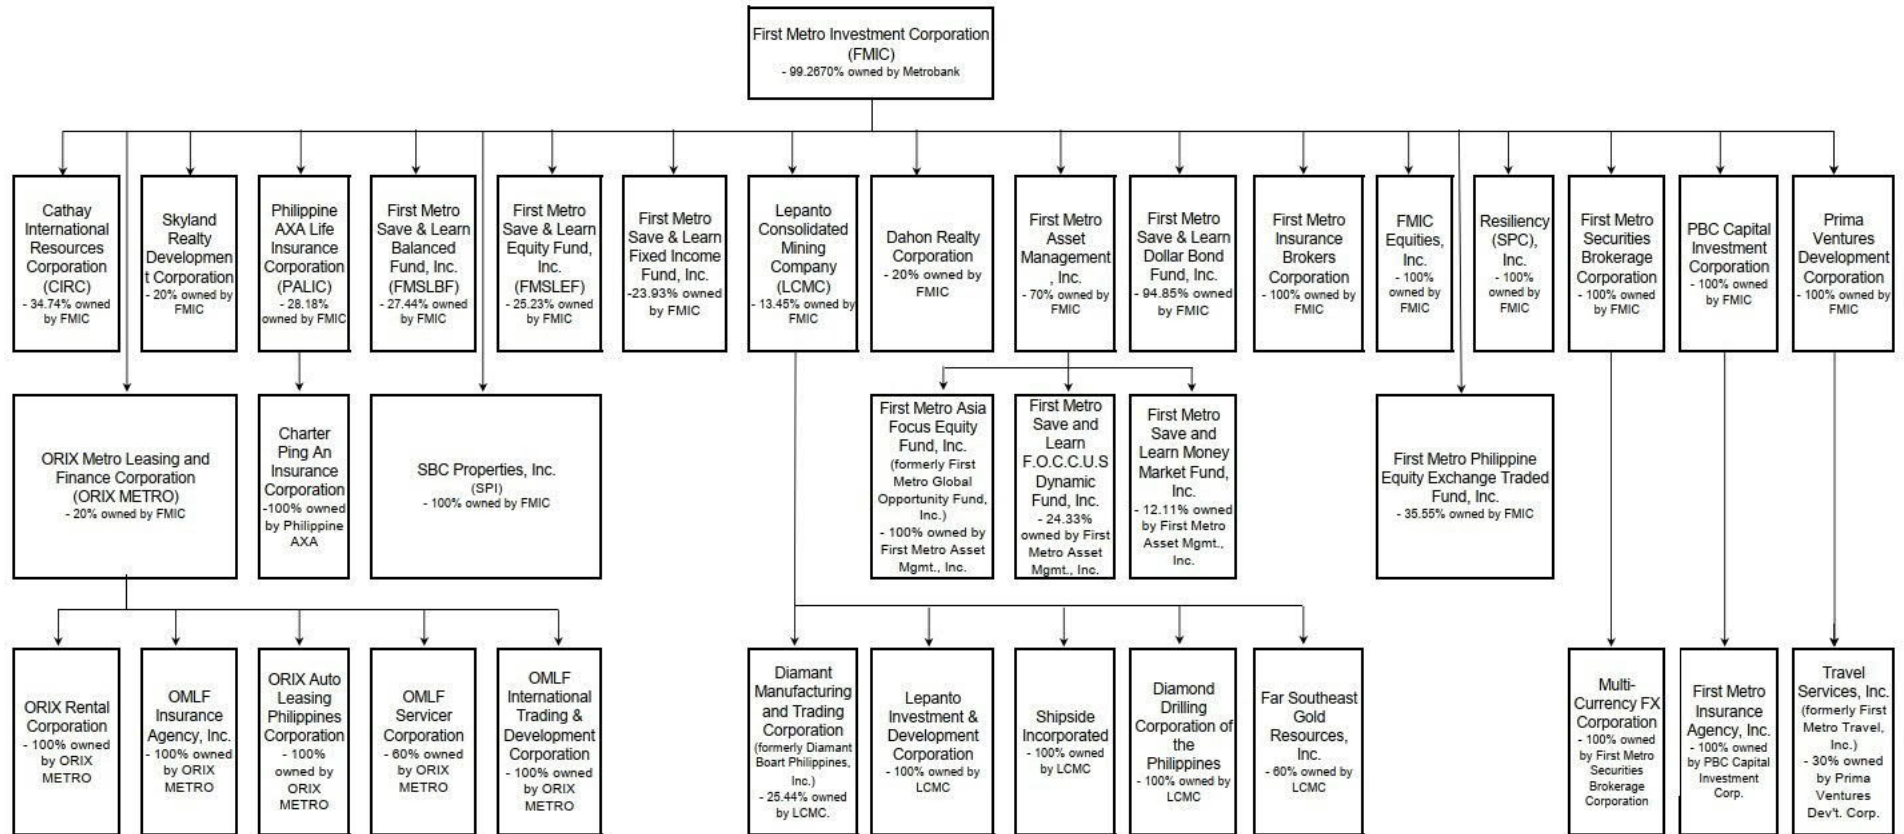 First Metro Investment Corporation
(FMIC)
- 99.2670% owned by Metrobank
Cathay
International
Resources
Corporation
(CIRC)
- 34.74% owned
by FMIC
Skyland
Realty
Developmen
t Corporation
- 20% owned by
FMIC
Philippine
AXA Life
Insurance
Corporation
(PALIC)
- 28.18%
owned by FMIC
First Metro
Save & Learn
Balanced
Fund, Inc.
(FMSLBF)
- 27.44% owned
by FMIC
First Metro
Save & Learn
Equity Fund,
Inc.
(FMSLEF)
- 25.23% owned
by FMIC
First Metro
Save & Learn
Fixed Income
Fund, Inc.
-23.93% owned
by FMIC
Lepanto
Consolidated
Mining
Company
(LCMC)
- 13.45% owned by
FMIC
Dahon Realty
Corporation
- 20% owned by
FMIC
First Metro
Asset
Management
, Inc.
- 70% owned by
FMIC
First Metro
Save & Learn
Dollar Bond
Fund, Inc.
- 94.85% owned
by FMIC
First Metro
Insurance
Brokers
Corporation
- 100% owned by
FMIC
FMIC
Equities,
Inc.
- 100%
owned by
FMIC
Resiliency
(SPC),
Inc.
- 100%
owned by
FMIC
First Metro
Securities
Brokerage
Corporation
- 100% owned
by FMIC
PBC Capital
Investment
Corporation
- 100% owned
by FMIC
Prima
Ventures
Development
Corporation
- 100% owned by
FMIC
ORIX Metro Leasing and
Finance Corporation
(ORIX METRO)
- 20% owned by FMIC
Charter
Ping An
Insurance
Corporation
-100% owned
by Philippine
AXA
SBC Properties, Inc.
(SPI)
- 100% owned by FMIC
First Metro Asia
Focus Equity
Fund, Inc.
(formerly First
Metro Global
Opportunity Fund,
Inc.)
- 100% owned by
First Metro Asset
Mgmt., Inc.
First Metro
Save and
Learn
F.O.C.C.U.S
Dynamic
Fund, Inc.
- 24.33%
owned by First
Metro Asset
Mgmt., Inc.
First Metro
Save and
Learn Money
Market Fund,
Inc.
- 12.11% owned
by First Metro
Asset Mgmt.,
Inc.
First Metro Philippine
Equity Exchange Traded
Fund, Inc.
- 35.55% owned by FMIC
ORIX Rental
Corporation
- 100% owned
by ORIX
METRO
OMLF
Insurance
Agency, Inc.
- 100% owned
by ORIX
METRO
ORIX Auto
Leasing
Philippines
Corporation
- 100%
owned by
ORIX
METRO
OMLF
Servicer
Corporation
- 60% owned
by ORIX
METRO
OMLF
International
Trading &
Development
Corporation
- 100% owned
by ORIX
METRO
Diamant
Manufacturing
and Trading
Corporation
(formerly Diamant
Boart Philippines,
Inc.)
- 25.44% owned
by LCMC.
Lepanto
Investment &
Development
Corporation
- 100% owned by
LCMC
Shipside
Incorporated
- 100% owned
by LCMC
Diamond
Drilling
Corporation of
the
Philippines
- 100% owned by
LCMC
Far Southeast
Gold
Resources,
Inc.
- 60% owned by
LCMC
Multi-
Currency FX
Corporation
- 100% owned
by First Metro
Securities
Brokerage
Corporation
First Metro
Insurance
Agency, Inc.
- 100% owned
by PBC Capital
Investment
Corp.
Travel
Services, Inc.
(formerly First
Metro Travel,
Inc.)
- 30% owned
by Prima
Ventures
Dev't. Corp.